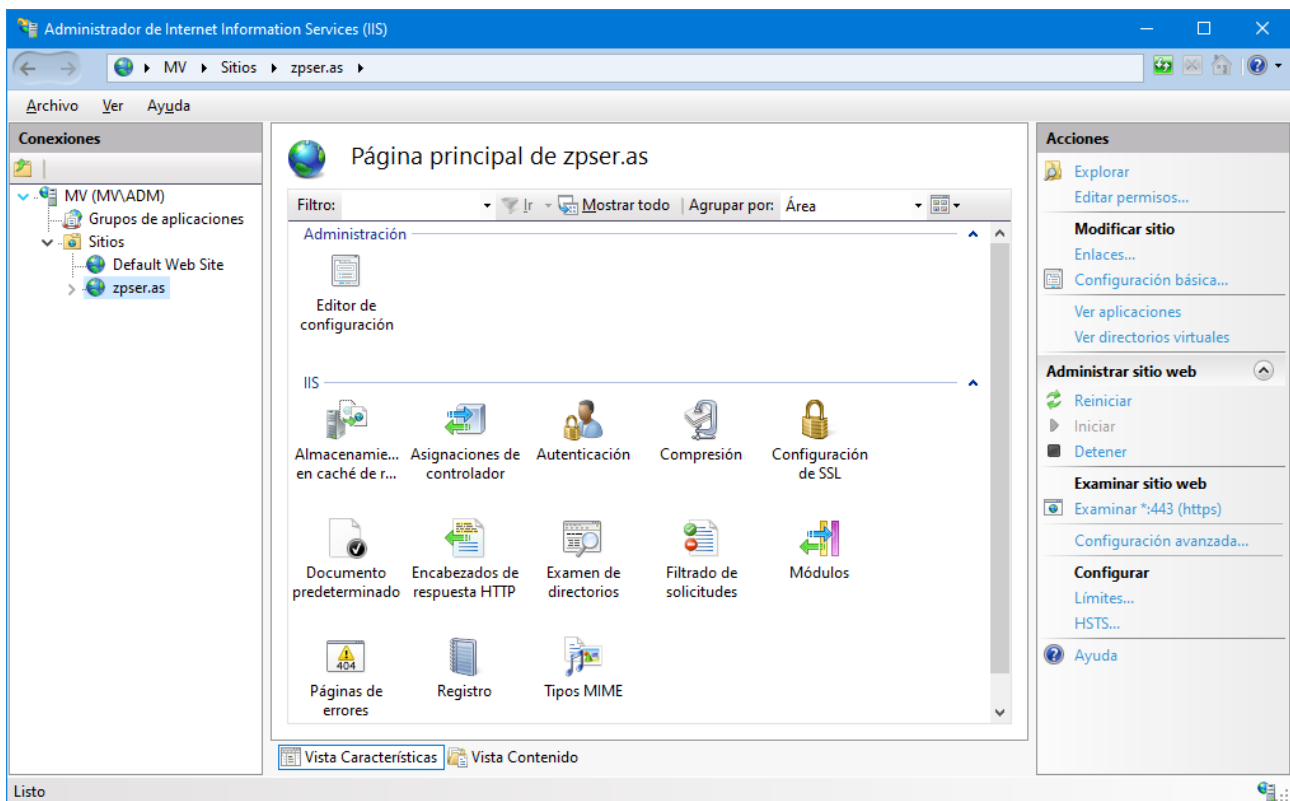 Administrador de Internet Information Services (IIS)
MV Sitios zpser.as
Archivo Ver Ayuda
Conexiones
MV (MV\ADM)
Grupos de aplicaciones
Sitios
Default Web Site
zpser.as
Página principal de zpser.as
Filtro: Ir Mostrar todo Agrupar por: Área
Administración
Editor de
configuración
IIS
Almacenamie... Asignaciones de Autenticación Compresión Configuración
en caché de r... controlador de SSL
Documento Encabezados de Examen de Filtrado de Módulos
predeterminado respuesta HTTP directorios solicitudes
404
Páginas de Registro Tipos MIME
errores
Vista Características Vista Contenido
Acciones
Explorar
Editar permisos...
Modificar sitio
Enlaces...
Configuración básica...
Ver aplicaciones
Ver directorios virtuales
Administrar sitio web
Reiniciar
Iniciar
Detener
Examinar sitio web
Examinar *:443 (https)
Configuración avanzada...
Configurar
Límites...
HSTS...
Ayuda
Listo